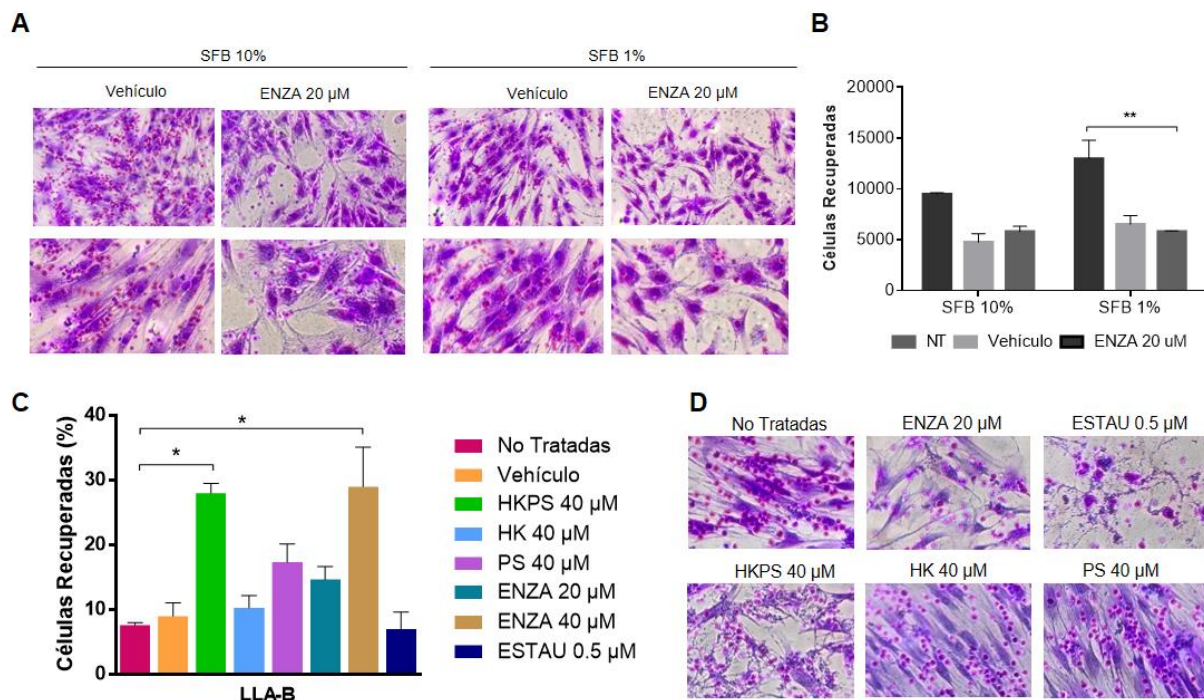 A
SFB 10%
SFB 1%
Vehículo
ENZA 20 µM
Vehículo
ENZA 20 µM
B
Células Recuperadas
20000
15000
10000
5000
0
**
SFB 10%
SFB 1%
NT
Vehículo
ENZA 20 uM
C
Células Recuperadas (%)
40
30
20
10
0
*
*
LLA-B
No Tratadas
Vehículo
HKPS 40 µM
HK 40 µM
PS 40 µM
ENZA 20 µM
ENZA 40 µM
ESTAU 0.5 µM
D
No Tratadas
ENZA 20 µM
ESTAU 0.5 µM
HKPS 40 µM
HK 40 µM
PS 40 µM